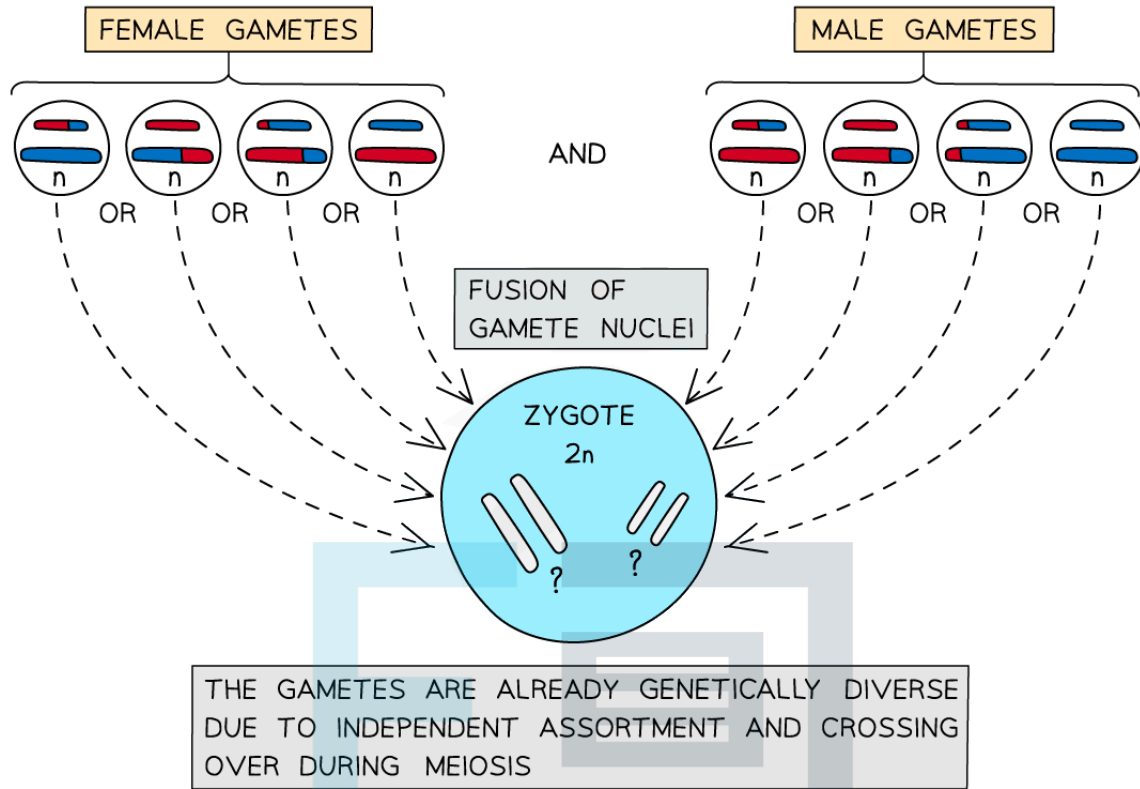 FEMALE GAMETES
MALE GAMETES
n
n
n
n
AND
n
n
n
n
OR
OR
OR
OR
OR
OR
FUSION OF
GAMETE NUCLEI
ZYGOTE
2n
?
?
THE GAMETES ARE ALREADY GENETICALLY DIVERSE
DUE TO INDEPENDENT ASSORTMENT AND CROSSING
OVER DURING MEIOSIS